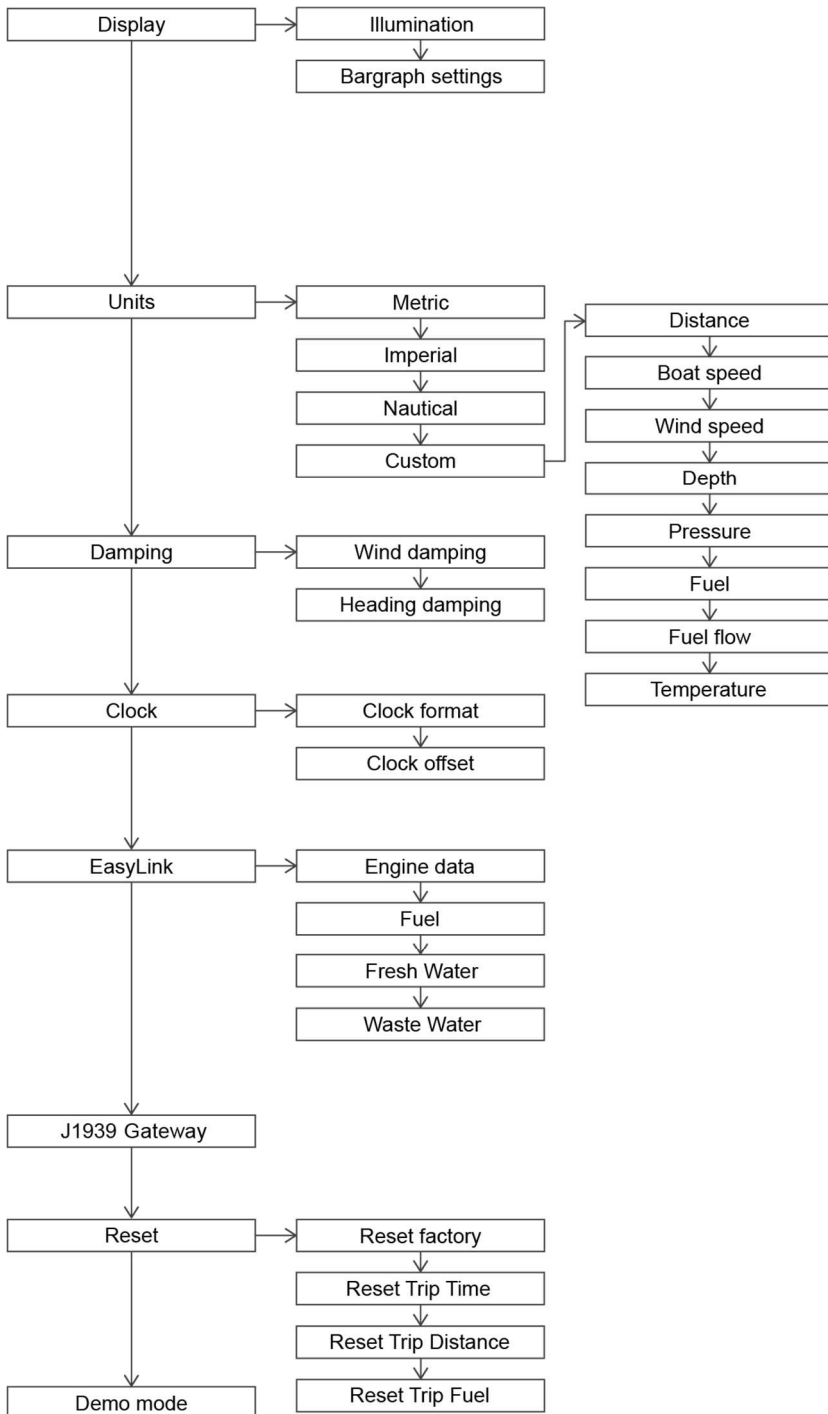 Display
Illumination
Bargraph settings
Units
Metric
Imperial
Nautical
Custom
Distance
Boat speed
Wind speed
Depth
Pressure
Fuel
Fuel flow
Temperature
Damping
Wind damping
Heading damping
Clock
Clock format
Clock offset
EasyLink
Engine data
Fuel
Fresh Water
Waste Water
J1939 Gateway
Reset
Reset factory
Reset Trip Time
Reset Trip Distance
Reset Trip Fuel
Demo mode